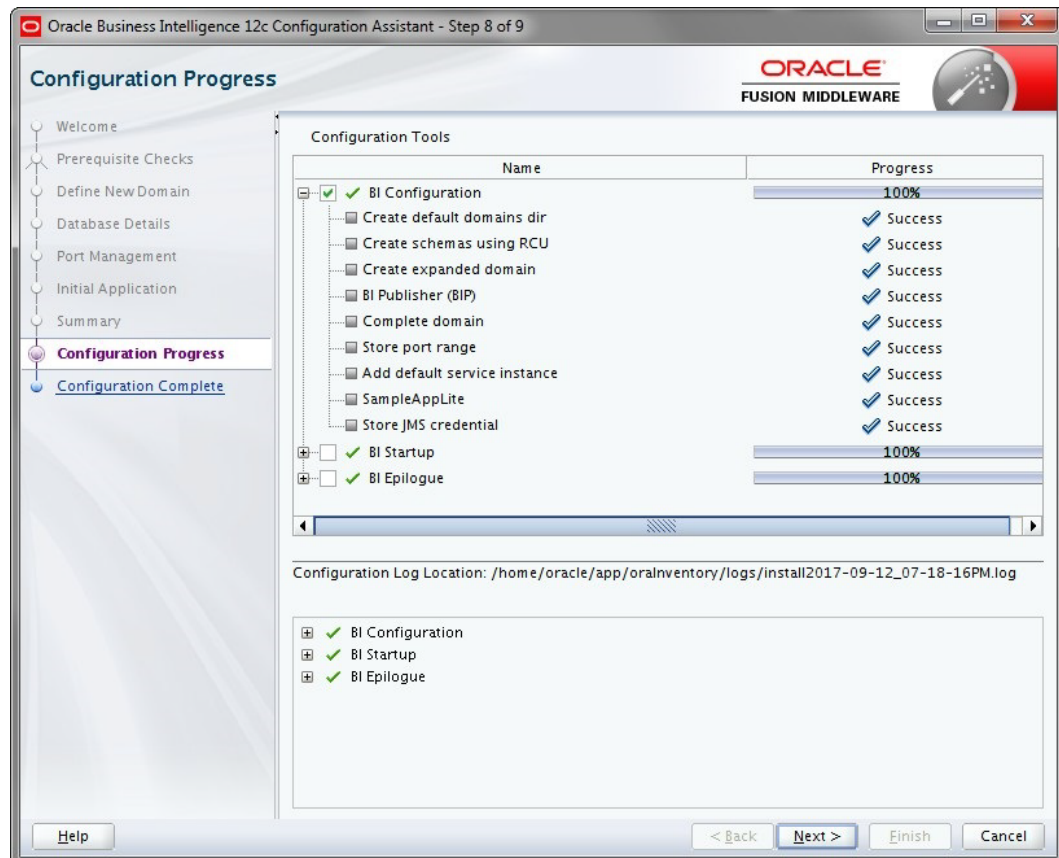 Oracle Business Intelligence 12c Configuration Assistant - Step 8 of 9
Configuration Progress
ORACLE
FUSION MIDDLEWARE
Welcome
Prerequisite Checks
Define New Domain
Database Details
Port Management
Initial Application
Summary
Configuration Progress
Configuration Complete
Configuration Tools
Name Progress
BI Configuration 100%
Create default domains dir Success
Create schemas using RCU Success
Create expanded domain Success
BI Publisher (BIP) Success
Complete domain Success
Store port range Success
Add default service instance Success
SampleAppLite Success
Store JMS credential Success
BI Startup 100%
BI Epilogue 100%
Configuration Log Location: /home/oracle/app/oraInventory/logs/install2017-09-12_07-18-16PM.log
BI Configuration
BI Startup
BI Epilogue
Help < Back Next > Finish Cancel